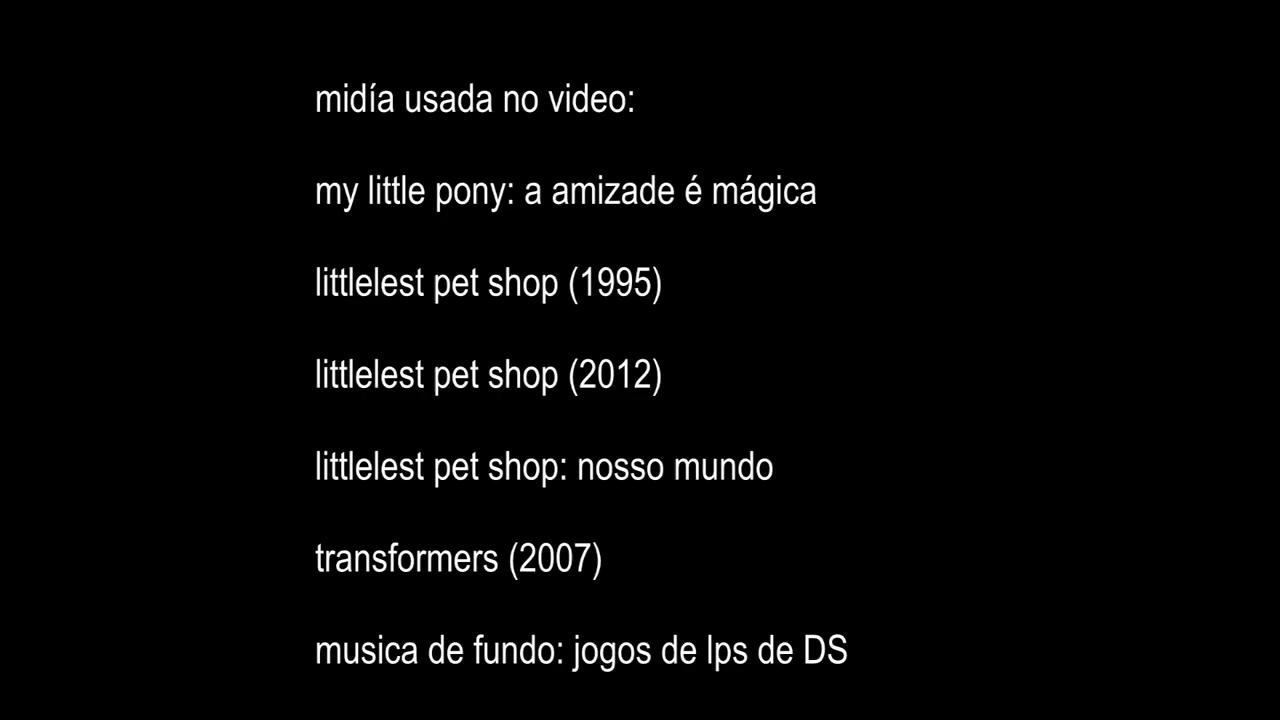 midía usada no video:
my little pony: a amizade é mágica
littlelest pet shop (1995)
littlelest pet shop (2012)
littlelest pet shop: nosso mundo
transformers (2007)
musica de fundo: jogos de lps de DS